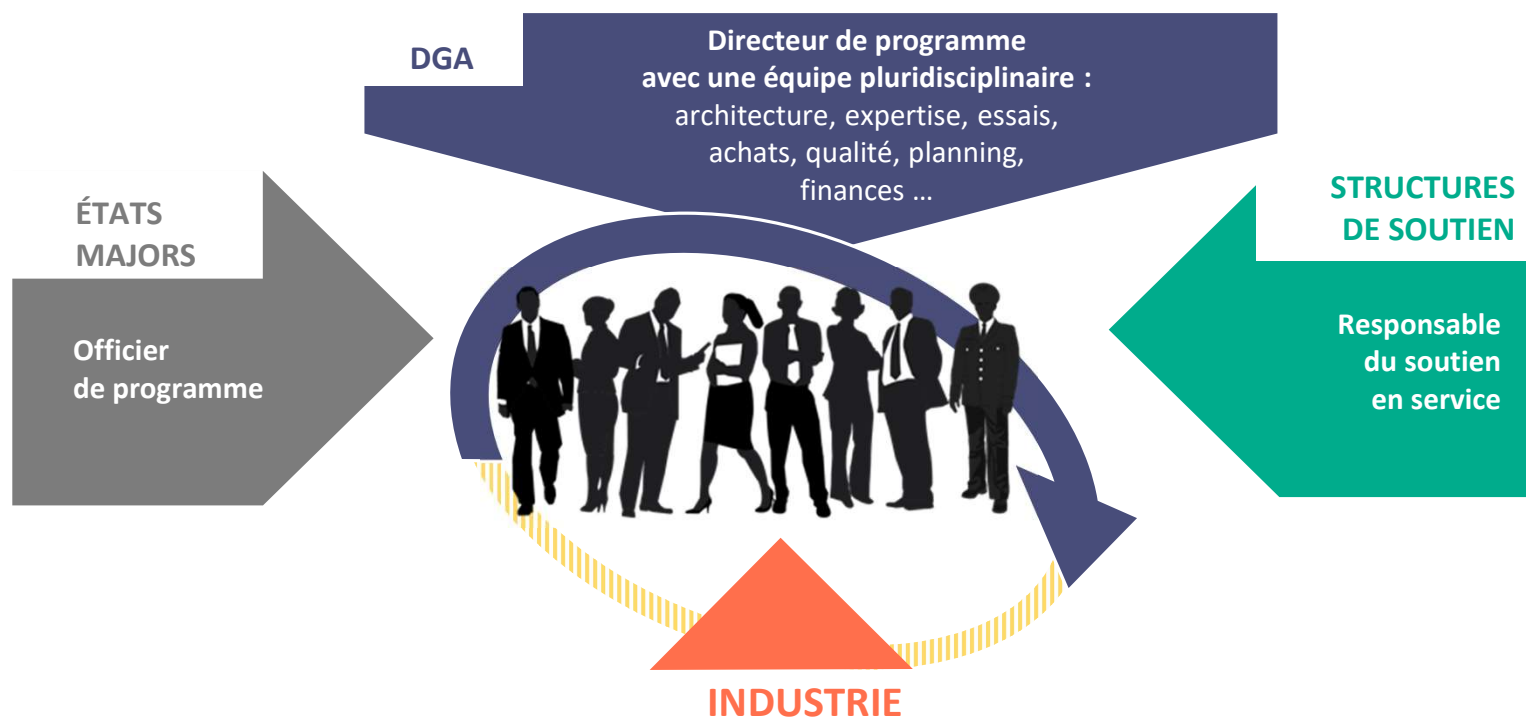 DGA
Directeur de programme
avec une équipe pluridisciplinaire :
architecture, expertise, essais,
achats, qualité, planning,
finances …
ÉTATS
MAJORS
Officier
de programme
STRUCTURES
DE SOUTIEN
Responsable
du soutien
en service
INDUSTRIE